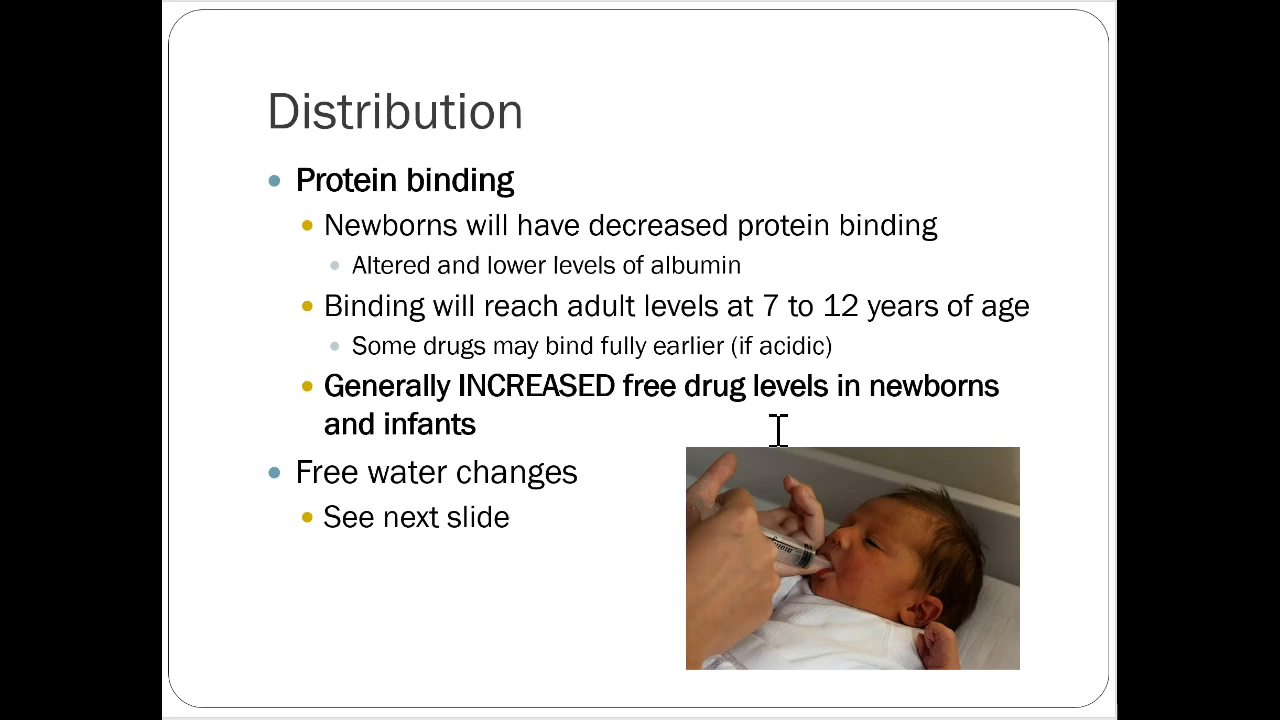 Distribution
Protein binding
Newborns will have decreased protein binding
Altered and lower levels of albumin
Binding will reach adult levels at 7 to 12 years of age
Some drugs may bind fully earlier (if acidic)
Generally INCREASED free drug levels in newborns
and infants
Free water changes
See next slide